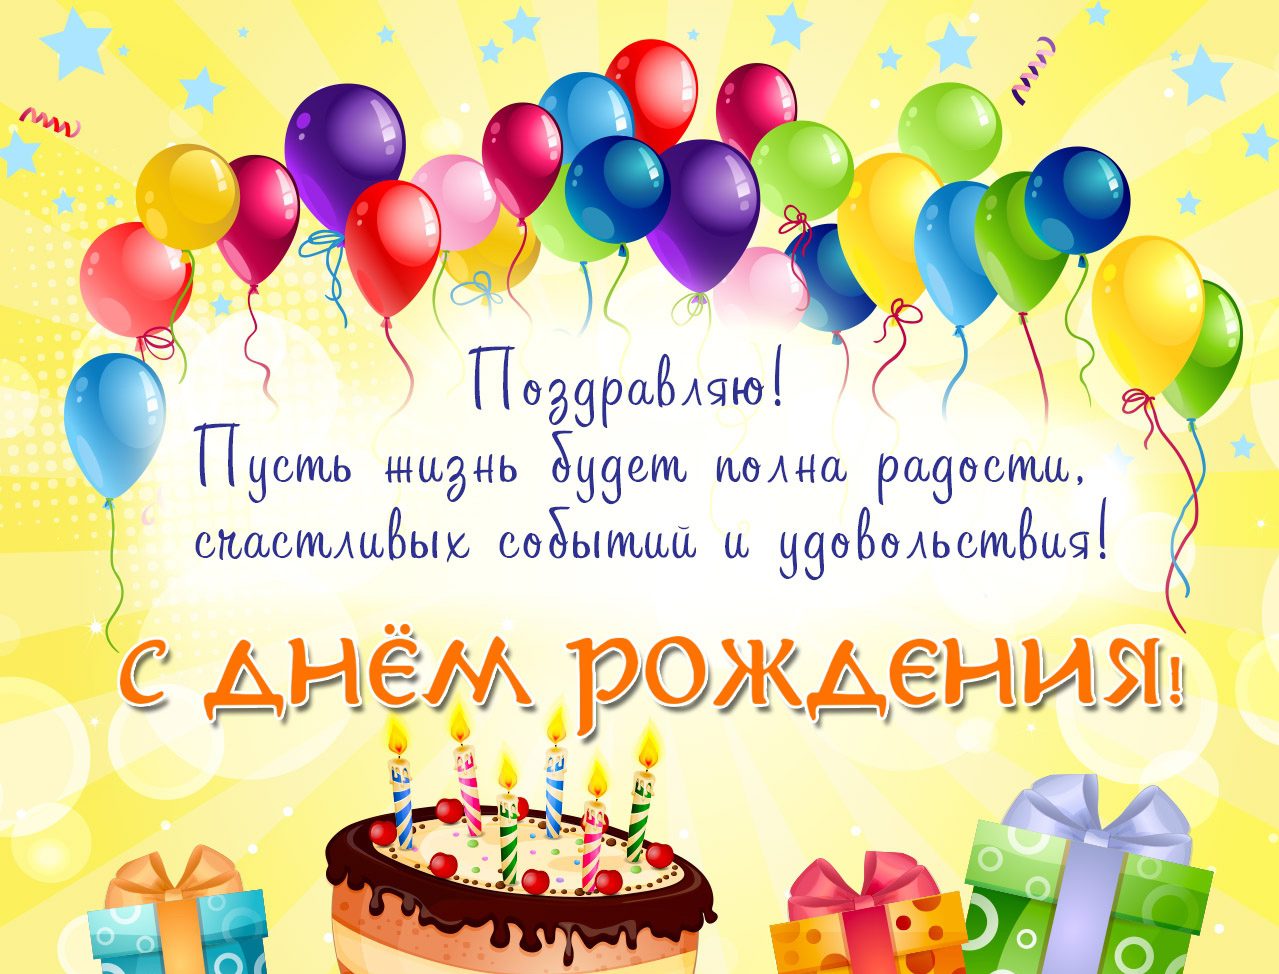 Поздравляю!
Пусть жизнь будет полна радости,
счастливых событий и удовольствия!
С ДНЁМ РОЖДЕНИЯ!